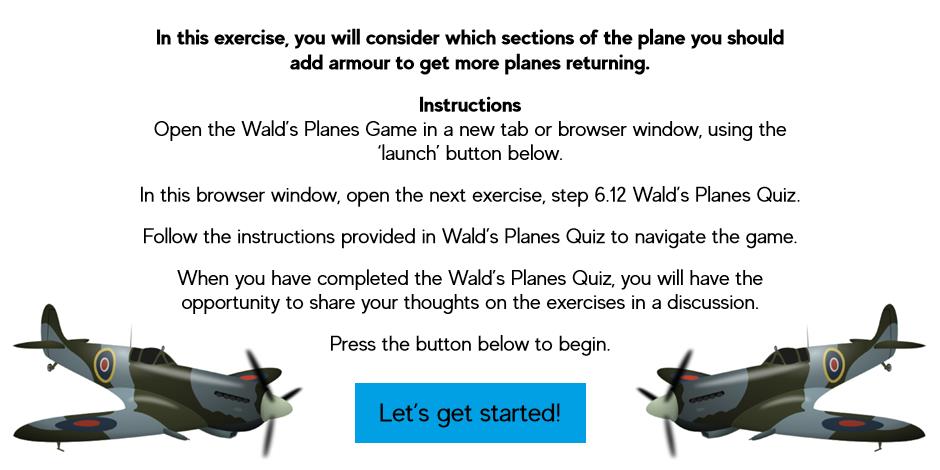 In this exercise, you will consider which sections of the plane you should
add armour to get more planes returning.
Instructions
Open the Wald's Planes Game in a new tab or browser window, using the
'launch' button below.
In this browser window, open the next exercise, step 6.12 Wald's Planes Quiz.
Follow the instructions provided in Wald's Planes Quiz to navigate the game.
When you have completed the Wald's Planes Quiz, you will have the
opportunity to share your thoughts on the exercises in a discussion.
Press the button below to begin.
Let's get started!